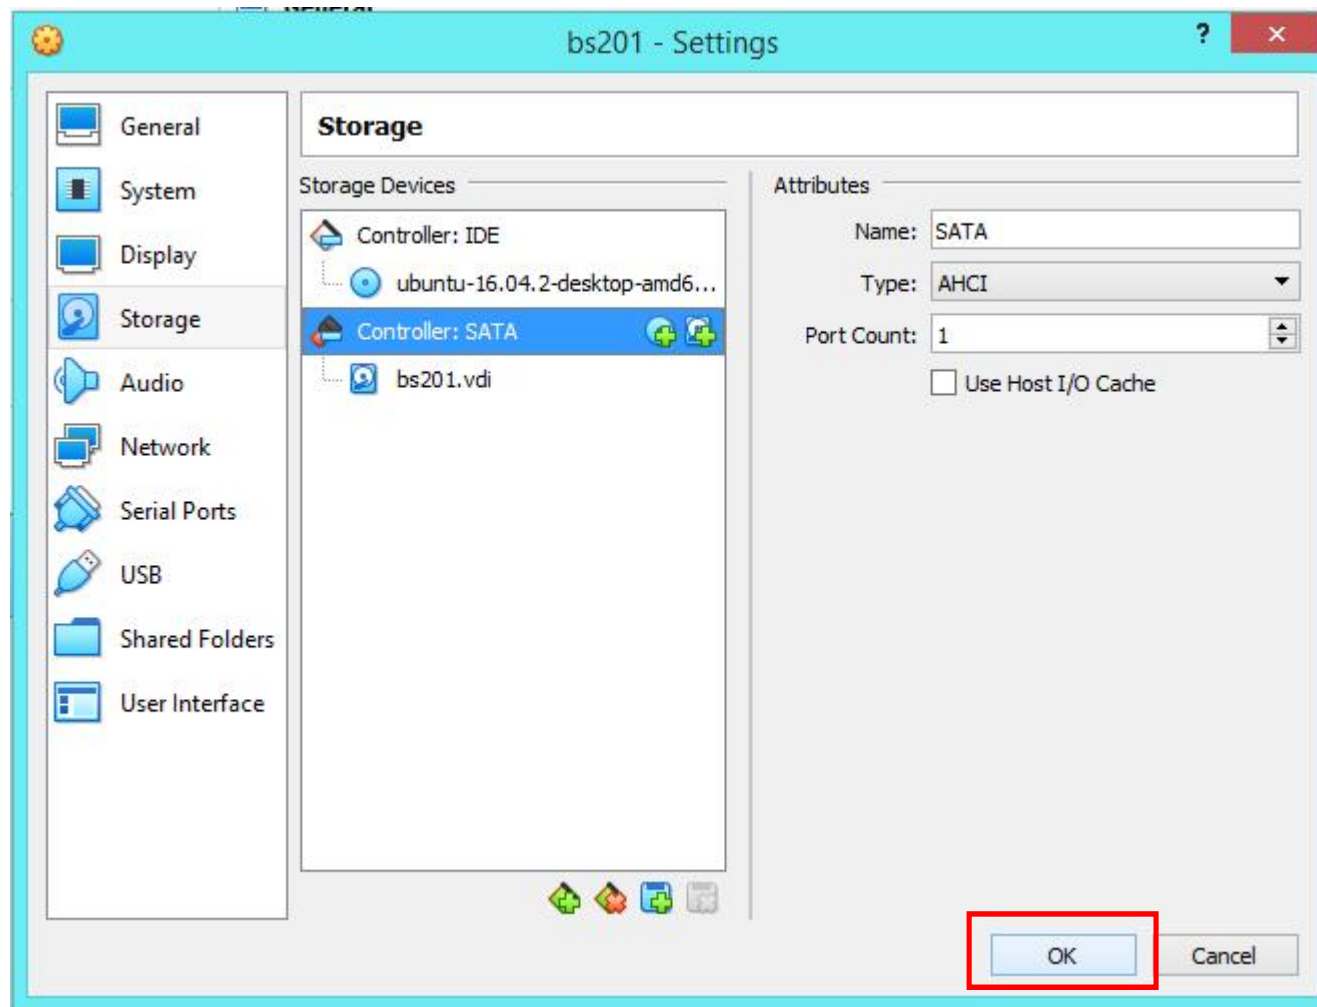 General
bs201 - Settings
?
General
System
Display
Storage
Audio
Network
Serial Ports
USB
Shared Folders
User Interface
Storage
Storage Devices
Controller: IDE
ubuntu-16.04.2-desktop-amd6...
Controller: SATA
bs201.vdi
Attributes
Name: SATA
Type: AHCI
Port Count: 1
Use Host I/O Cache
OK Cancel